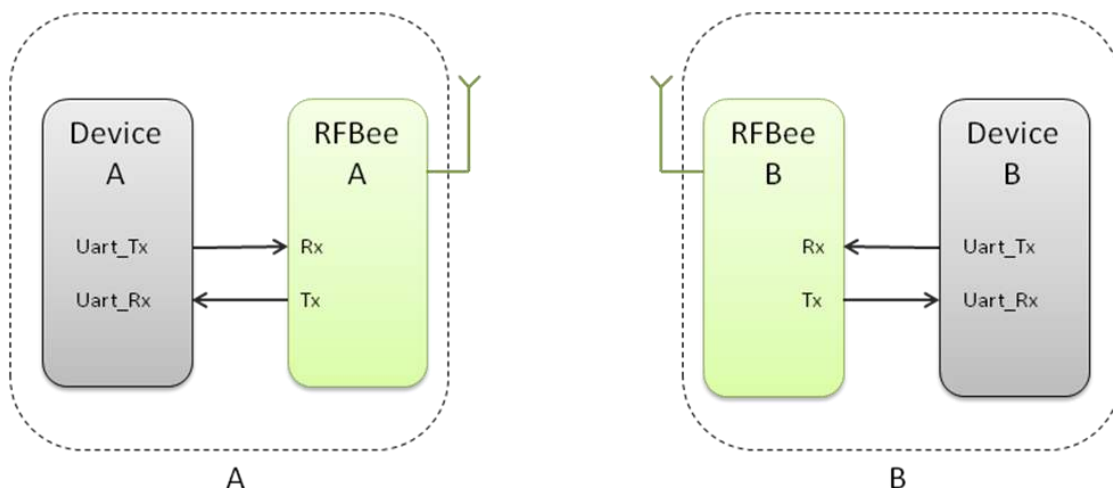 Device
A
RFBee
A
Uart_Tx
Rx
Uart_Rx
Tx
A
RFBee
B
Device
B
Rx
Uart_Tx
Tx
Uart_Rx
B